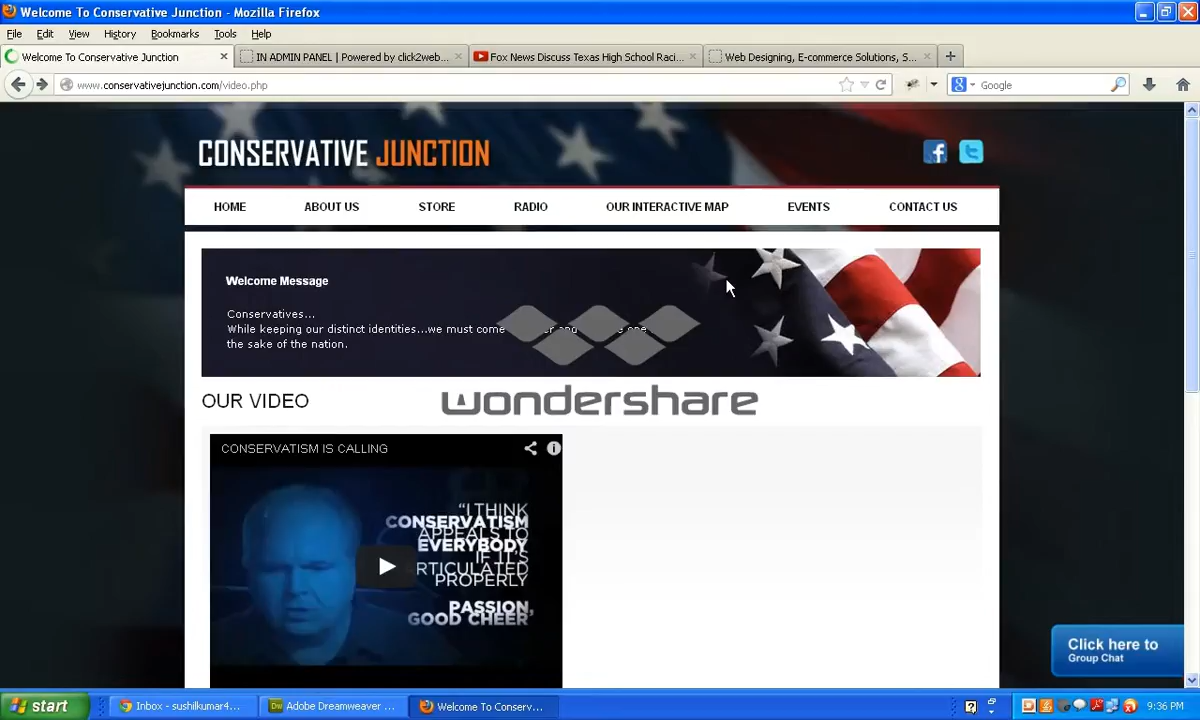 Welcome To Conservative Junction - Mozilla Firefox
File Edit View History Bookmarks Tools Help
Welcome To Conservative Junction
IN ADMIN PANEL | Powered by click2web...
Fox News Discuss Texas High School Raci...
Web Designing, E-commerce Solutions, S...
www.conservativejunction.com/video.php
Google
CONSERVATIVE JUNCTION
HOME ABOUT US STORE RADIO OUR INTERACTIVE MAP EVENTS CONTACT US
Welcome Message
Conservatives...
While keeping our distinct identities...we must come one
the sake of the nation.
wondershare
OUR VIDEO
CONSERVATISM IS CALLING
"I THINK
CONSERVATISM
APPEALS TO
EVERYBODY
IF IT'S
PROPERLY
PASSION,
GOOD CHEER
Click here to
Group Chat
start
Inbox - sushilkumar4...
Adobe Dreamweaver ...
Welcome To Conserv...
9:36 PM